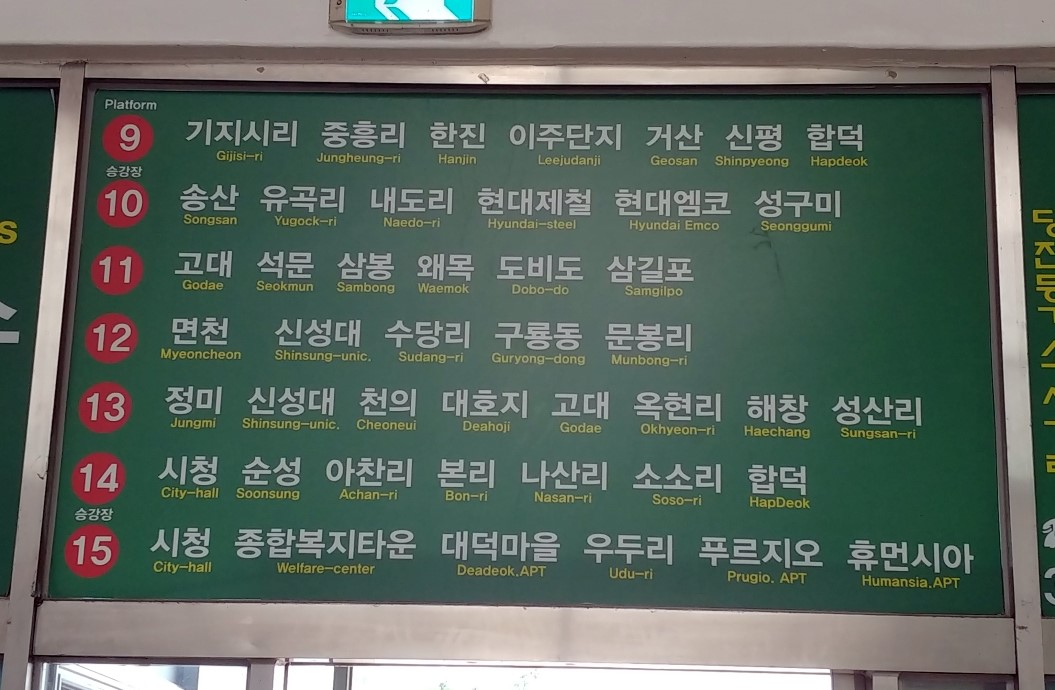 Platform
9 기지시리 중흥리 한진 이주단지 거산 신평 합덕
Gijisi-ri Jungheung-ri Hanjin Leejudanji Geosan Shinpyeong Hapdeok
승강장
10 송산 유곡리 내도리 현대제철 현대엠코 성구미
Songsan Yugock-ri Naedo-ri Hyundai-steel Hyundai Emco Seonggumi
11 고대 석문 삼봉 왜목 도비도 삼길포
Godae Seokmun Sambong Waemok Dobo-do Samgilpo
12 면천 신성대 수당리 구룡동 문봉리
Myeoncheon Shinsung-unic. Sudang-ri Guryong-dong Munbong-ri
13 정미 신성대 천의 대호지 고대 옥현리 해창 성산리
Jungmi Shinsung-unic. Cheoneui Deahoji Godae Okhyeon-ri Haechang Sungsan-ri
14 시청 순성 아찬리 본리 나산리 소소리 합덕
City-hall Soonsung Achan-ri Bon-ri Nasan-ri Soso-ri HapDeok
승강장
15 시청 종합복지타운 대덕마을 우두리 푸르지오 휴먼시아
City-hall Welfare-center Deadeok.APT Udu-ri Prugio. APT Humansia.APT